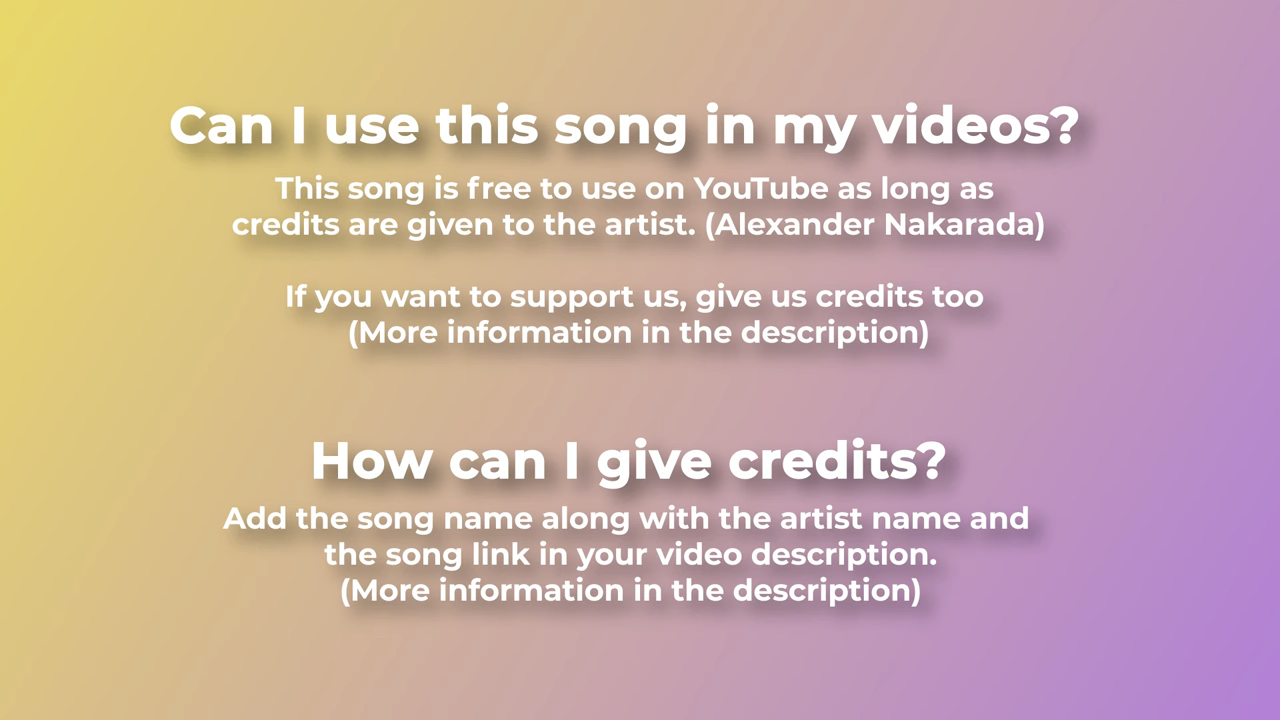 Can I use this song in my videos?
This song is free to use on YouTube as long as
credits are given to the artist. (Alexander Nakarada)
If you want to support us, give us credits too
(More information in the description)
How can I give credits?
Add the song name along with the artist name and
the song link in your video description.
(More information in the description)